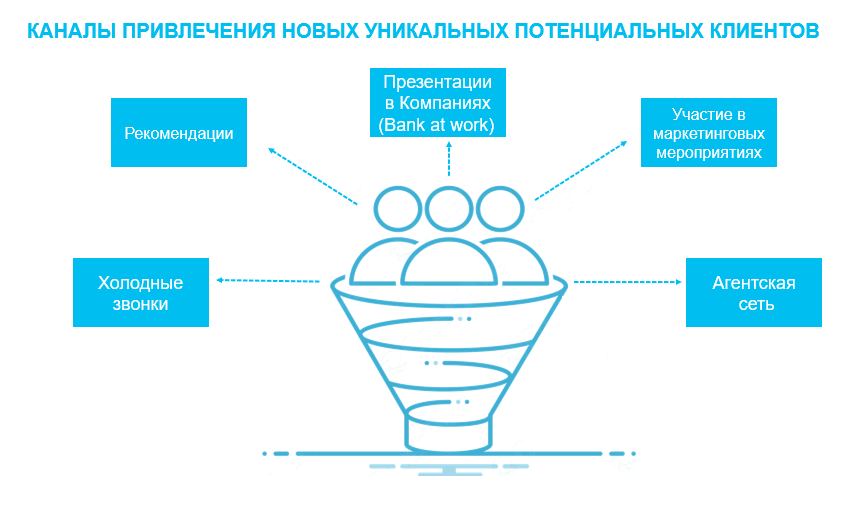 КАНАЛЫ ПРИВЛЕЧЕНИЯ НОВЫХ УНИКАЛЬНЫХ ПОТЕНЦИАЛЬНЫХ КЛИЕНТОВ
Презентации
в Компаниях
(Bank at work)
Рекомендации
Участие в
маркетинговых
мероприятиях
Холодные
звонки
Агентская
сеть